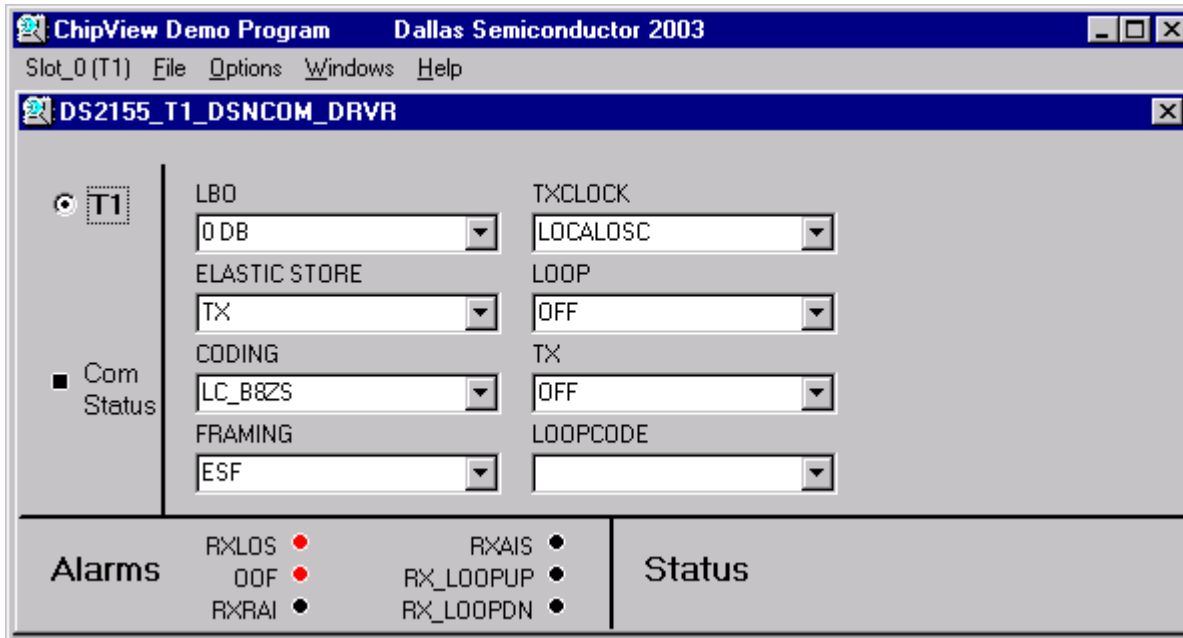 ChipView Demo Program Dallas Semiconductor 2003
Slot_0 (T1) File Options Windows Help
DS2155_T1_DSNCOM_DRVR
T1
LBO TXCLOCK
0 DB LOCALOSC
ELASTIC STORE LOOP
TX OFF
CODING TX
Com Status
LC_B8ZS OFF
FRAMING LOOPCODE
ESF
Alarms
RXLOS RXAIS
OOF RX_LOOPUP
RXRAI RX_LOOPDN
Status